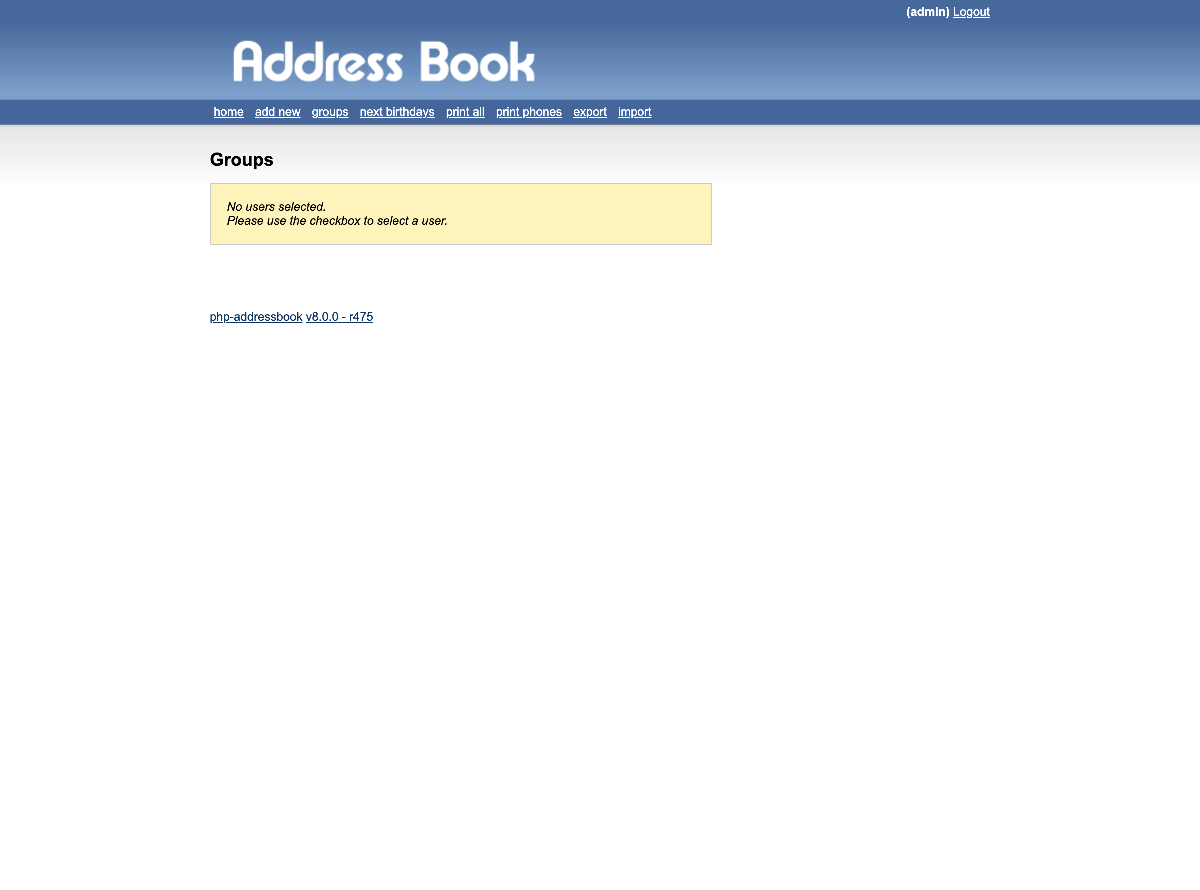 (admin) Logout
Address Book
home add new groups next birthdays print all print phones export import
Groups
No users selected.
Please use the checkbox to select a user.
php-addressbook v8.0.0 - r475